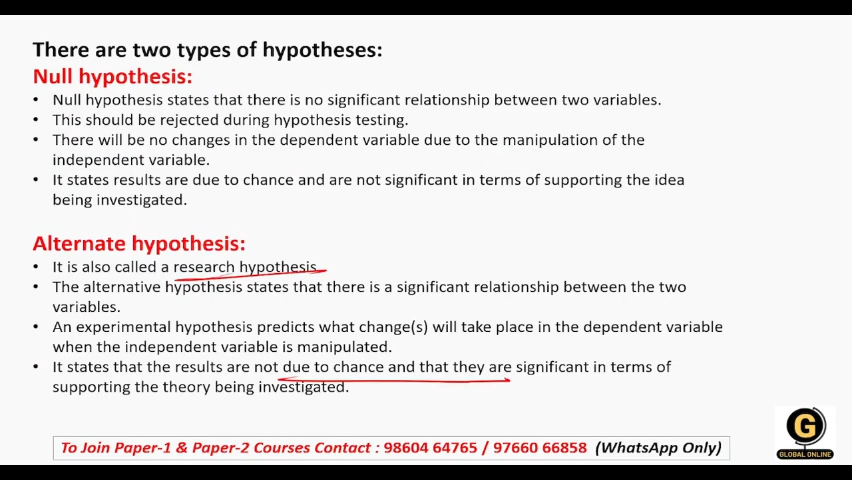 There are two types of hypotheses:
Null hypothesis:
• Null hypothesis states that there is no significant relationship between two variables.
• This should be rejected during hypothesis testing.
• There will be no changes in the dependent variable due to the manipulation of the
independent variable.
• It states results are due to chance and are not significant in terms of supporting the idea
being investigated.
Alternate hypothesis:
• It is also called a research hypothesis.
• The alternative hypothesis states that there is a significant relationship between the two
variables.
• An experimental hypothesis predicts what change(s) will take place in the dependent variable
when the independent variable is manipulated.
• It states that the results are not due to chance and that they are significant in terms of
supporting the theory being investigated.
To Join Paper-1 & Paper-2 Courses Contact : 98604 64765 / 97660 66858 (WhatsApp Only)
G
GLOBAL ONLINE